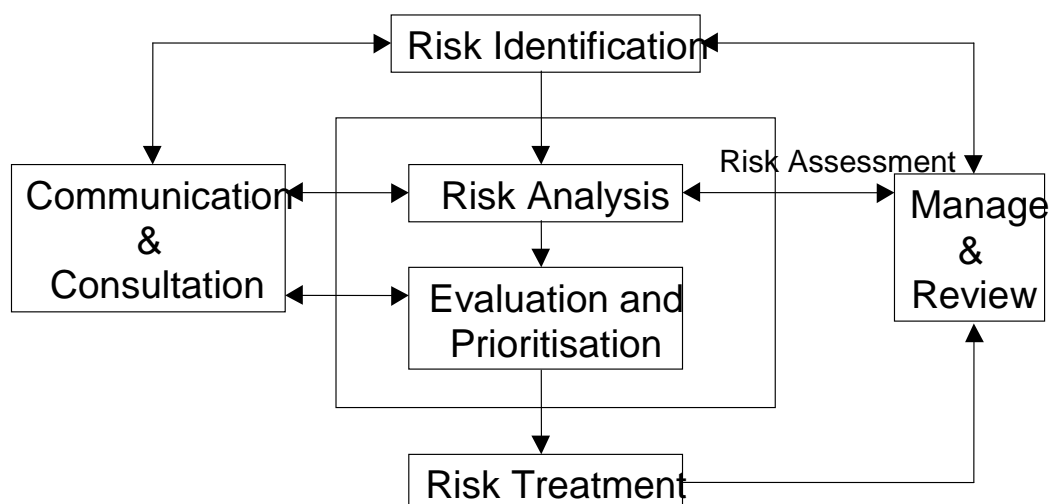 Risk Identification
Risk Assessment
Communication
&
Consultation
Risk Analysis
Manage
&
Review
Evaluation and
Prioritisation
Risk Treatment